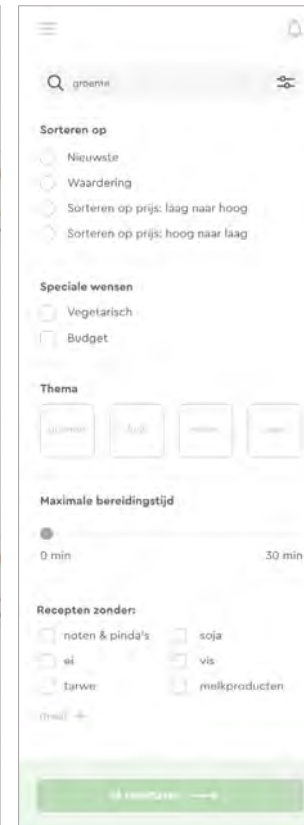 groente
Sorteren op
Nieuwste
Waardering
Sorteren op prijs: laag naar hoog
Sorteren op prijs: hoog naar laag
Speciale wensen
Vegetarisch
Budget
Thema
Maximale bereidingstijd
0 min 30 min
Recepten zonder:
noten & pinda's soja
ei vis
tarwe melkproducten
meer +